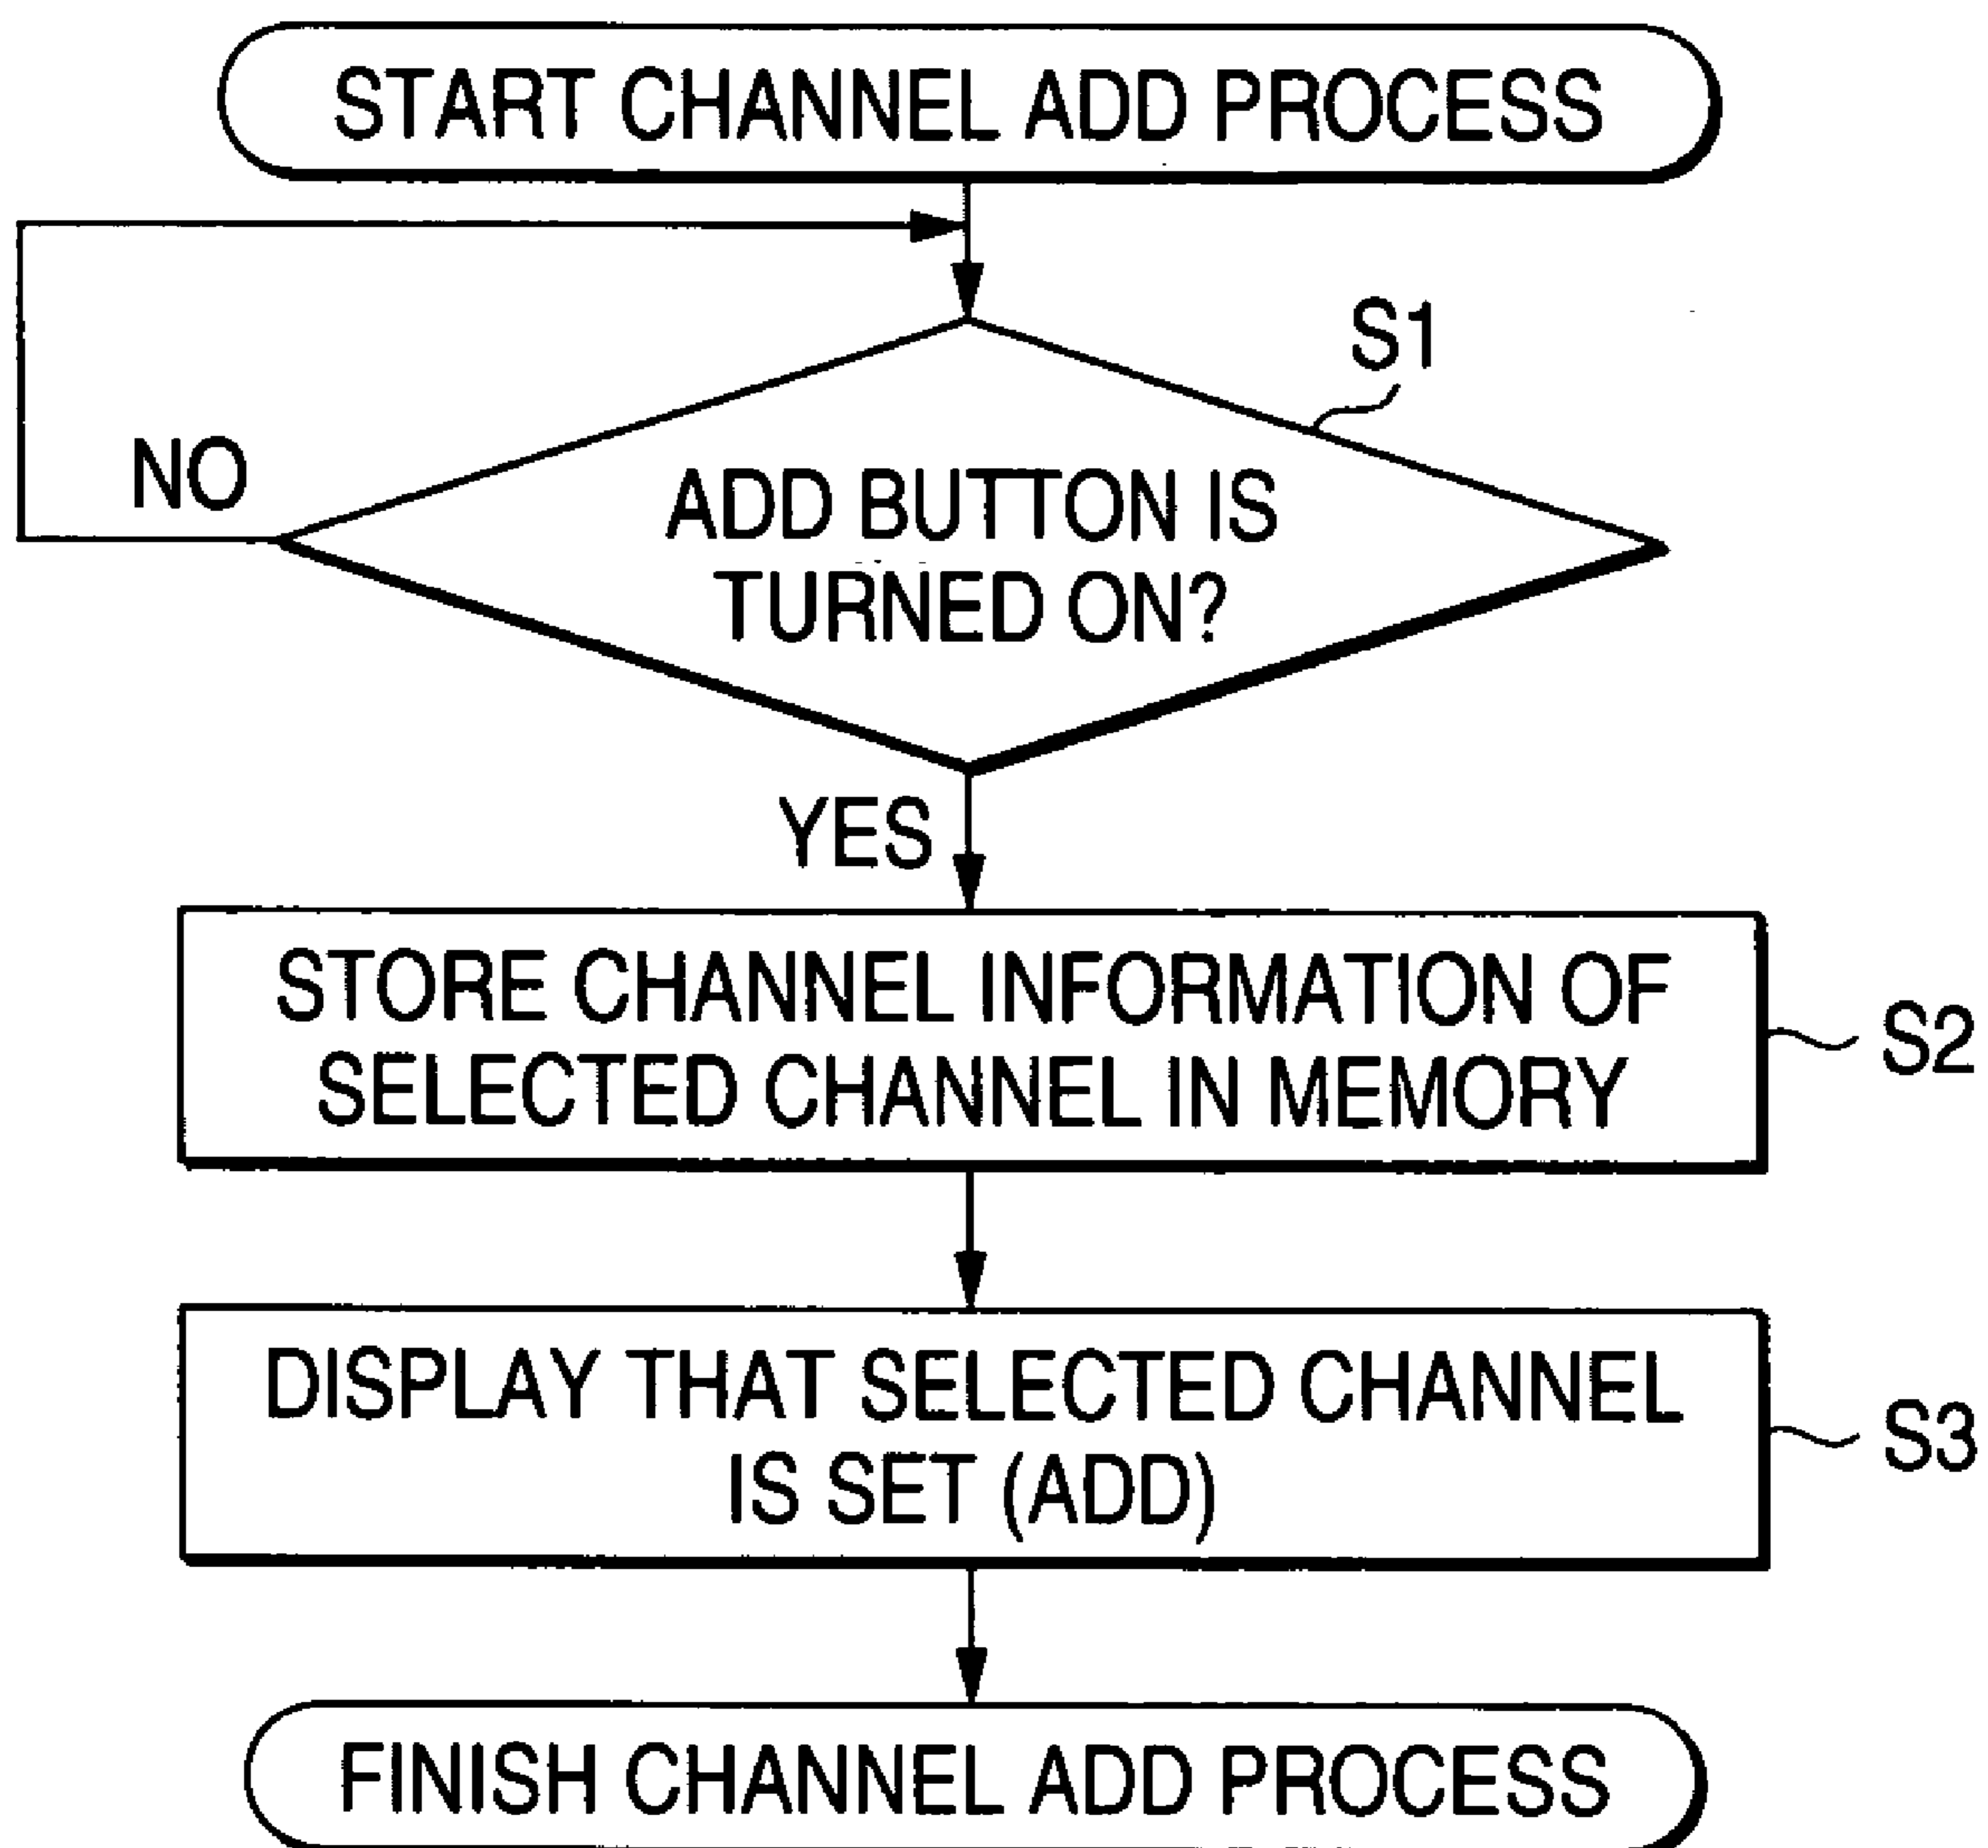 START CHANNEL ADD PROCESS
S1
NO
ADD BUTTON IS
TURNED ON?
YES
STORE CHANNEL INFORMATION OF
SELECTED CHANNEL IN MEMORY
S2
DISPLAY THAT SELECTED CHANNEL
IS SET (ADD)
S3
FINISH CHANNEL ADD PROCESS